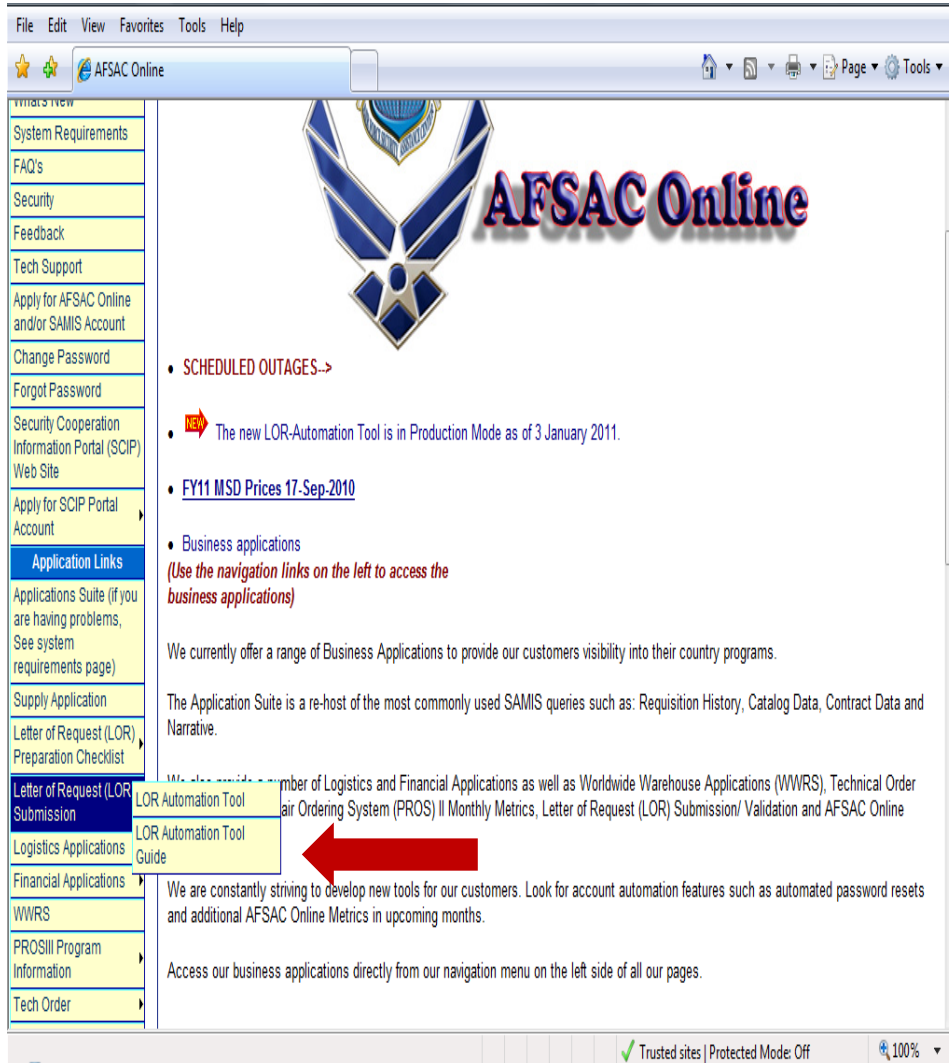 File Edit View Favorites Tools Help
AFSAC Online
Page Tools
What's New
System Requirements
FAQ's
Security
Feedback
Tech Support
Apply for AFSAC Online
and/or SAMIS Account
Change Password
Forgot Password
Security Cooperation
Information Portal (SCIP)
Web Site
Apply for SCIP Portal
Account
Application Links
Applications Suite (if you
are having problems,
See system
requirements page)
Supply Application
Letter of Request (LOR)
Preparation Checklist
Letter of Request (LOR
Submission
LOR Automation Tool
LOR Automation Tool
Guide
Logistics Applications
Financial Applications
WWRS
PROSIII Program
Information
Tech Order
AIR FORCE SECURITY ASSISTANCE CENTER
AFSAC Online
• SCHEDULED OUTAGES-->
• NEW The new LOR-Automation Tool is in Production Mode as of 3 January 2011.
• FY11 MSD Prices 17-Sep-2010
• Business applications
(Use the navigation links on the left to access the
business applications)
We currently offer a range of Business Applications to provide our customers visibility into their country programs.
The Application Suite is a re-host of the most commonly used SAMIS queries such as: Requisition History, Catalog Data, Contract Data and
Narrative.
We also provide a number of Logistics and Financial Applications as well as Worldwide Warehouse Applications (WWRS), Technical Order
air Ordering System (PROS) II Monthly Metrics, Letter of Request (LOR) Submission/ Validation and AFSAC Online
We are constantly striving to develop new tools for our customers. Look for account automation features such as automated password resets
and additional AFSAC Online Metrics in upcoming months.
Access our business applications directly from our navigation menu on the left side of all our pages.
Trusted sites | Protected Mode: Off 100%